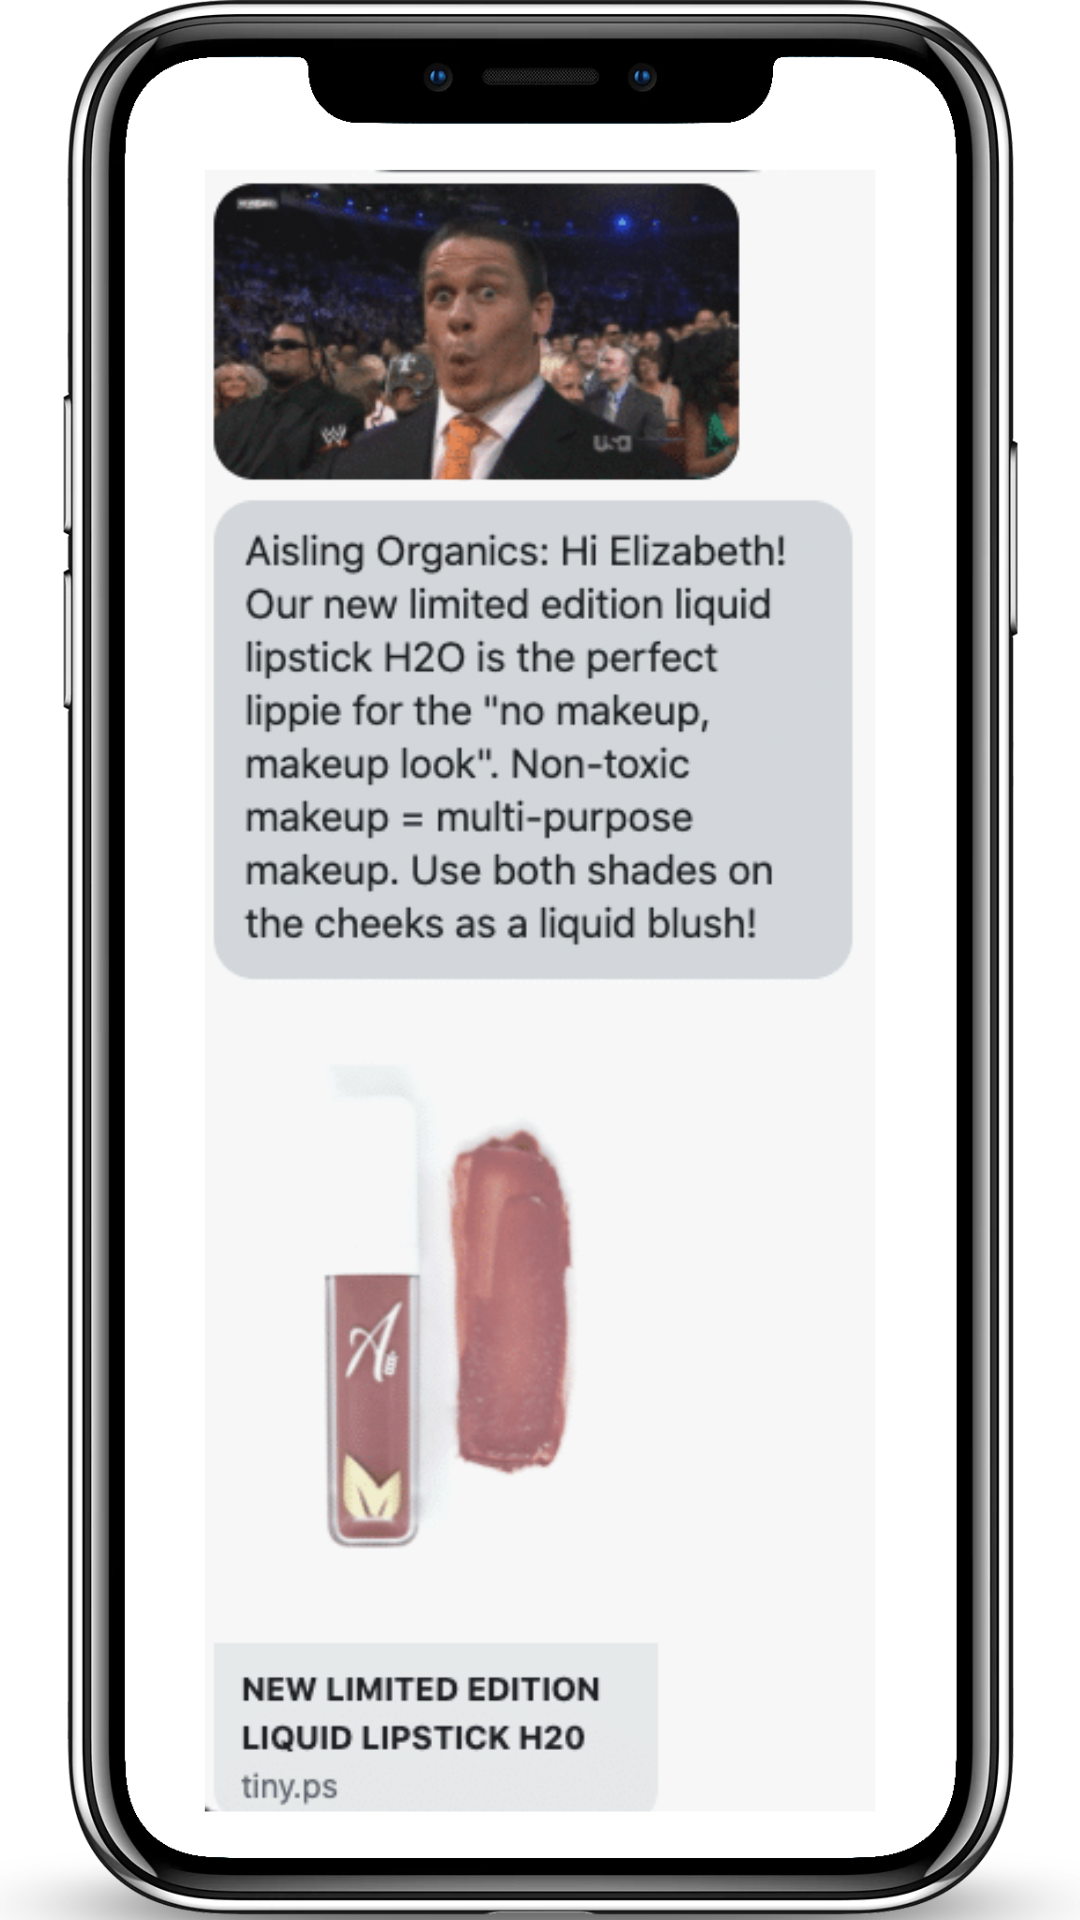 W
USA
Aisling Organics: Hi Elizabeth!
Our new limited edition liquid
lipstick H2O is the perfect
lippie for the "no makeup,
makeup look". Non-toxic
makeup = multi-purpose
makeup. Use both shades on
the cheeks as a liquid blush!
A
NEW LIMITED EDITION
LIQUID LIPSTICK H20
tiny.ps